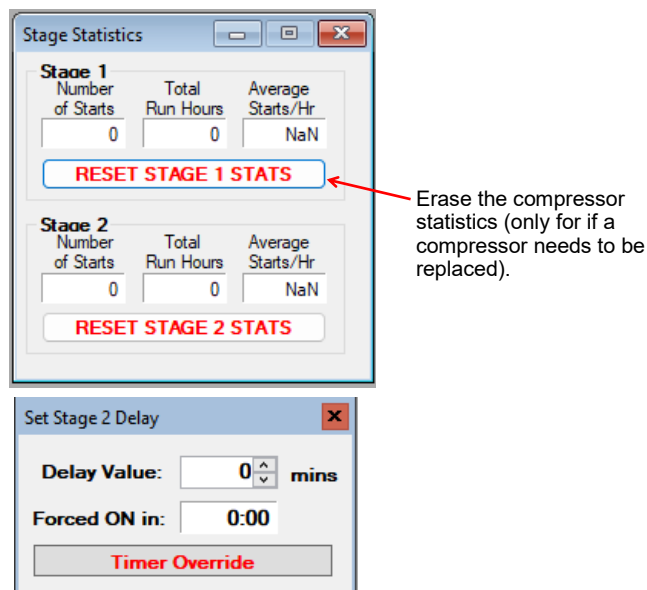 Stage Statistics
Stage 1
Number Total Average
of Starts Run Hours Starts/Hr
0 0 NaN
RESET STAGE 1 STATS
Erase the compressor
statistics (only for if a
compressor needs to be
replaced).
Stage 2
Number Total Average
of Starts Run Hours Starts/Hr
0 0 NaN
RESET STAGE 2 STATS
Set Stage 2 Delay
Delay Value: 0 mins
Forced ON in: 0:00
Timer Override